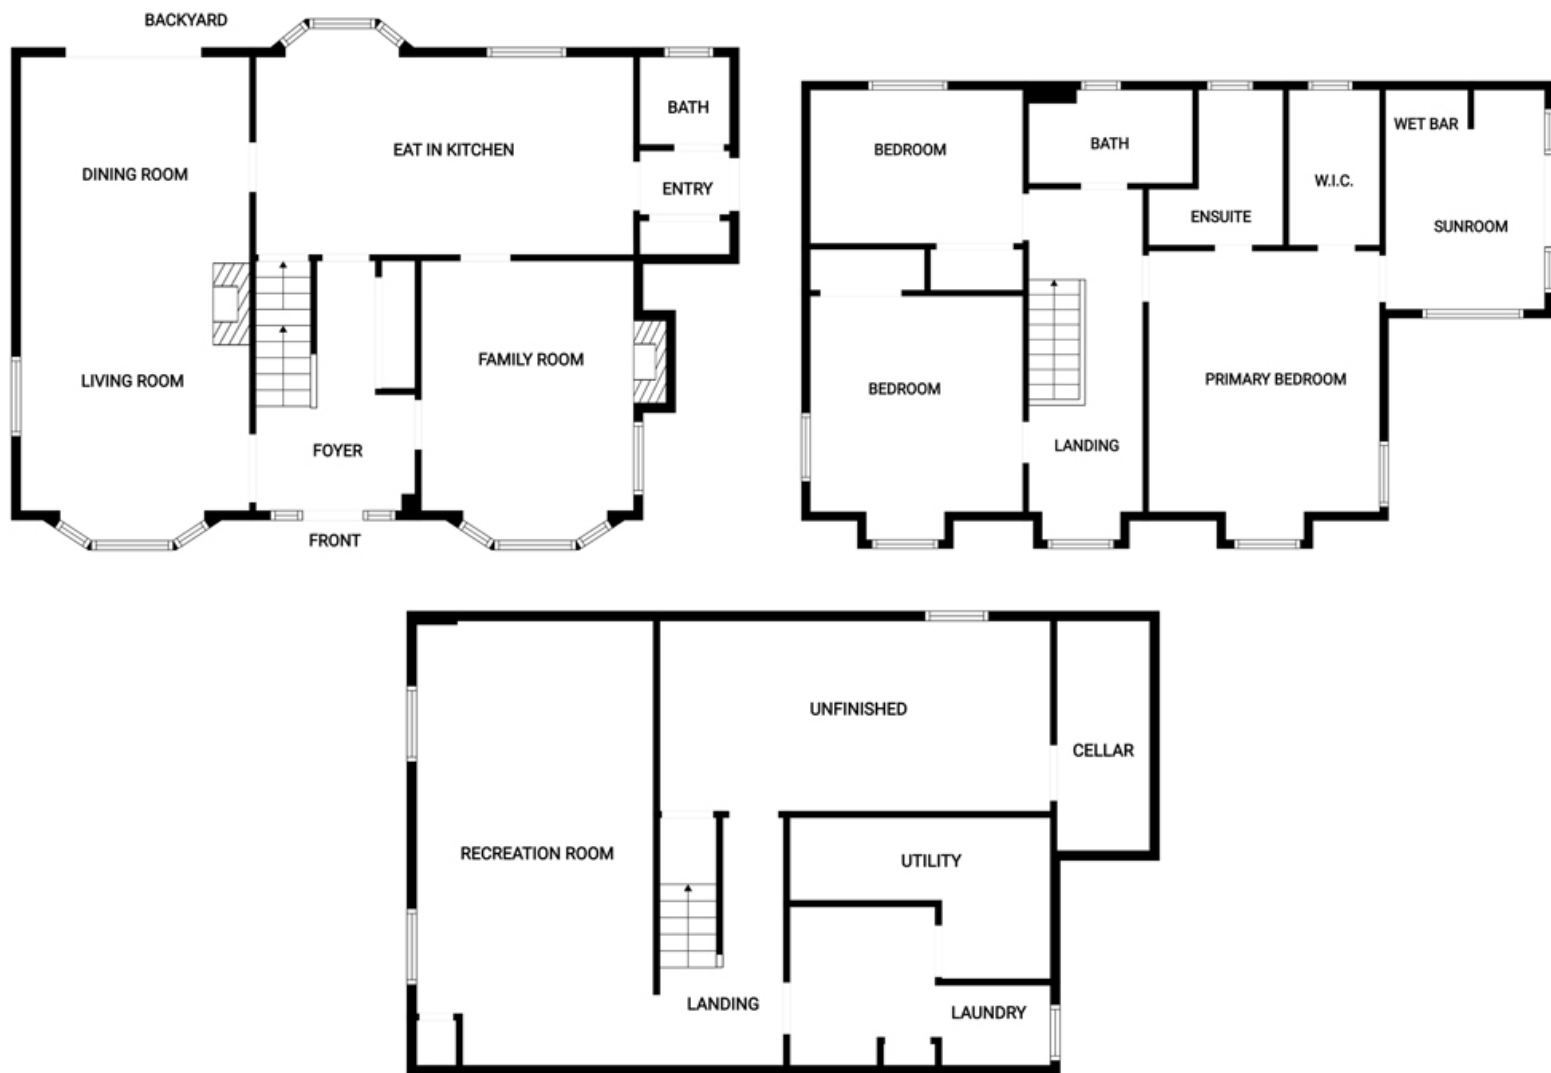 BACKYARD
BATH
EAT IN KITCHEN
DINING ROOM
ENTRY
FAMILY ROOM
LIVING ROOM
FOYER
FRONT
WET BAR
BEDROOM
BATH
W.I.C.
ENSUITE
SUNROOM
PRIMARY BEDROOM
BEDROOM
LANDING
UNFINISHED
CELLAR
RECREATION ROOM
UTILITY
LANDING
LAUNDRY